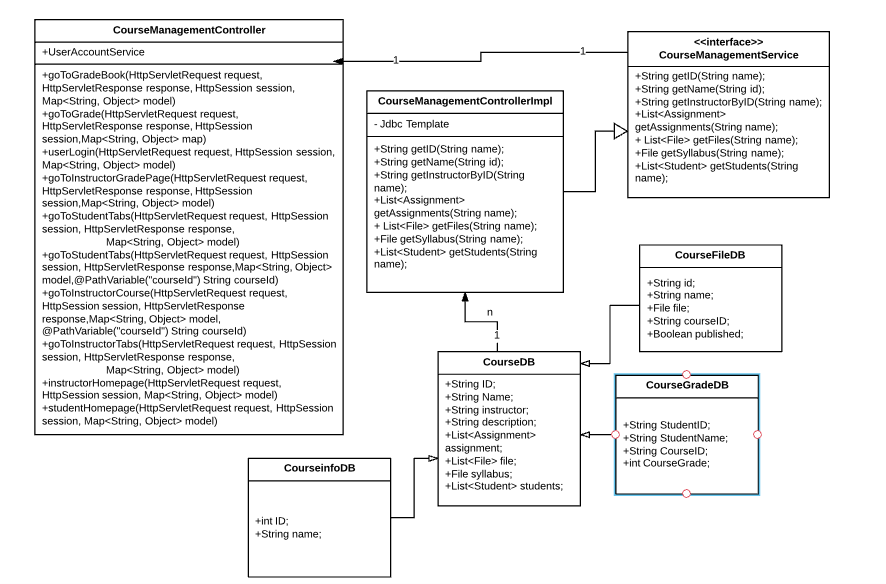 CourseManagementController
+UserAccountService
+goToGradeBook(HttpServletRequest request,
HttpServletResponse response, HttpSession session,
Map<String, Object> model)
+goToGrade(HttpServletRequest request,
HttpServletResponse response, HttpSession
session,Map<String, Object> map)
+userLogin(HttpServletRequest request, HttpSession session,
Map<String, Object> model)
+goToInstructorGradePage(HttpServletRequest request,
HttpServletResponse response, HttpSession
session,Map<String, Object> model)
+goToStudentTabs(HttpServletRequest request, HttpSession
session, HttpServletResponse response,
Map<String, Object> model)
+goToStudentTabs(HttpServletRequest request, HttpSession
session, HttpServletResponse response,Map<String, Object>
model,@PathVariable("courseId") String courseId)
+goToInstructorCourse(HttpServletRequest request,
HttpSession session, HttpServletResponse
response,Map<String, Object> model,
@PathVariable("courseId") String courseId)
+goToInstructorTabs(HttpServletRequest request, HttpSession
session, HttpServletResponse response,
Map<String, Object> model)
+instructorHomepage(HttpServletRequest request,
HttpSession session, Map<String, Object> model)
+studentHomepage(HttpServletRequest request, HttpSession
session, Map<String, Object> model)
1
1
<<interface>>
CourseManagementService
+String getID(String name);
+String getName(String id);
+String getInstructorByID(String name);
+List<Assignment>
getAssignments(String name);
+ List<File> getFiles(String name);
+File getSyllabus(String name);
+List<Student> getStudents(String
name);
CourseManagementControllerImpl
- Jdbc Template
+String getID(String name);
+String getName(String id);
+String getInstructorByID(String
name);
+List<Assignment>
getAssignments(String name);
+ List<File> getFiles(String name);
+File getSyllabus(String name);
+List<Student> getStudents(String
name);
n
1
CourseFileDB
+String id;
+String name;
+File file;
+String courseID;
+Boolean published;
CourseDB
+String ID;
+String Name;
+String instructor;
+String description;
+List<Assignment>
assignment;
+List<File> file;
+File syllabus;
+List<Student> students;
CourseGradeDB
+String StudentID;
+String StudentName;
+String CourseID;
+int CourseGrade;
CourseinfoDB
+int ID;
+String name;